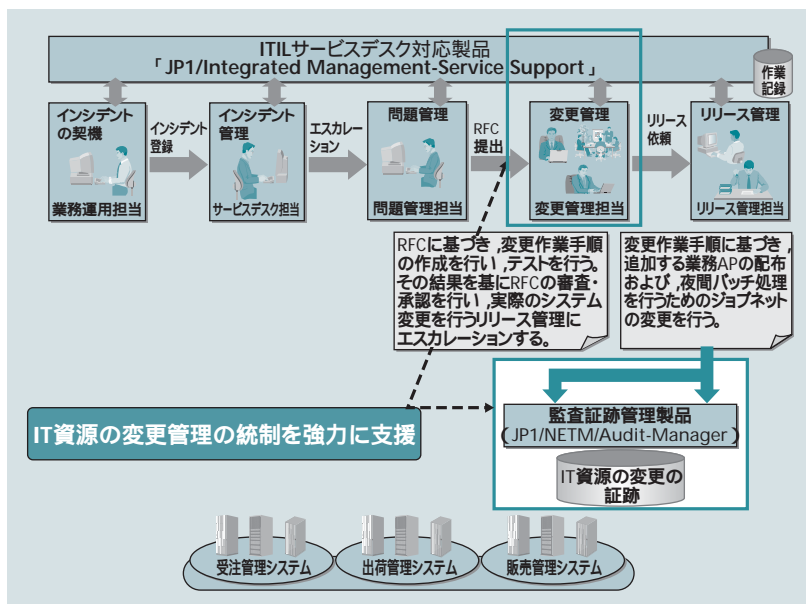 ITILサービスデスク対応製品
「JP1/Integrated Management-Service Support」
作業
記録
インシデント
の契機
業務運用担当
インシデント
登録
インシデント
管理
サービスデスク担当
エスカレー
ション
問題管理
問題管理担当
RFC
提出
変更管理
変更管理担当
リリース
依頼
リリース管理
リリース管理担当
RFCに基づき,変更作業手順
の作成を行い,テストを行う。
その結果を基にRFCの審査・
承認を行い,実際のシステム
変更を行うリリース管理に
エスカレーションする。
変更作業手順に基づき,
追加する業務APの配布
および,夜間バッチ処理
を行うためのジョブネット
の変更を行う。
IT資源の変更管理の統制を強力に支援
監査証跡管理製品
(JP1/NETM/Audit-Manager)
IT資源の変更の
証跡
受注管理システム
出荷管理システム
販売管理システム